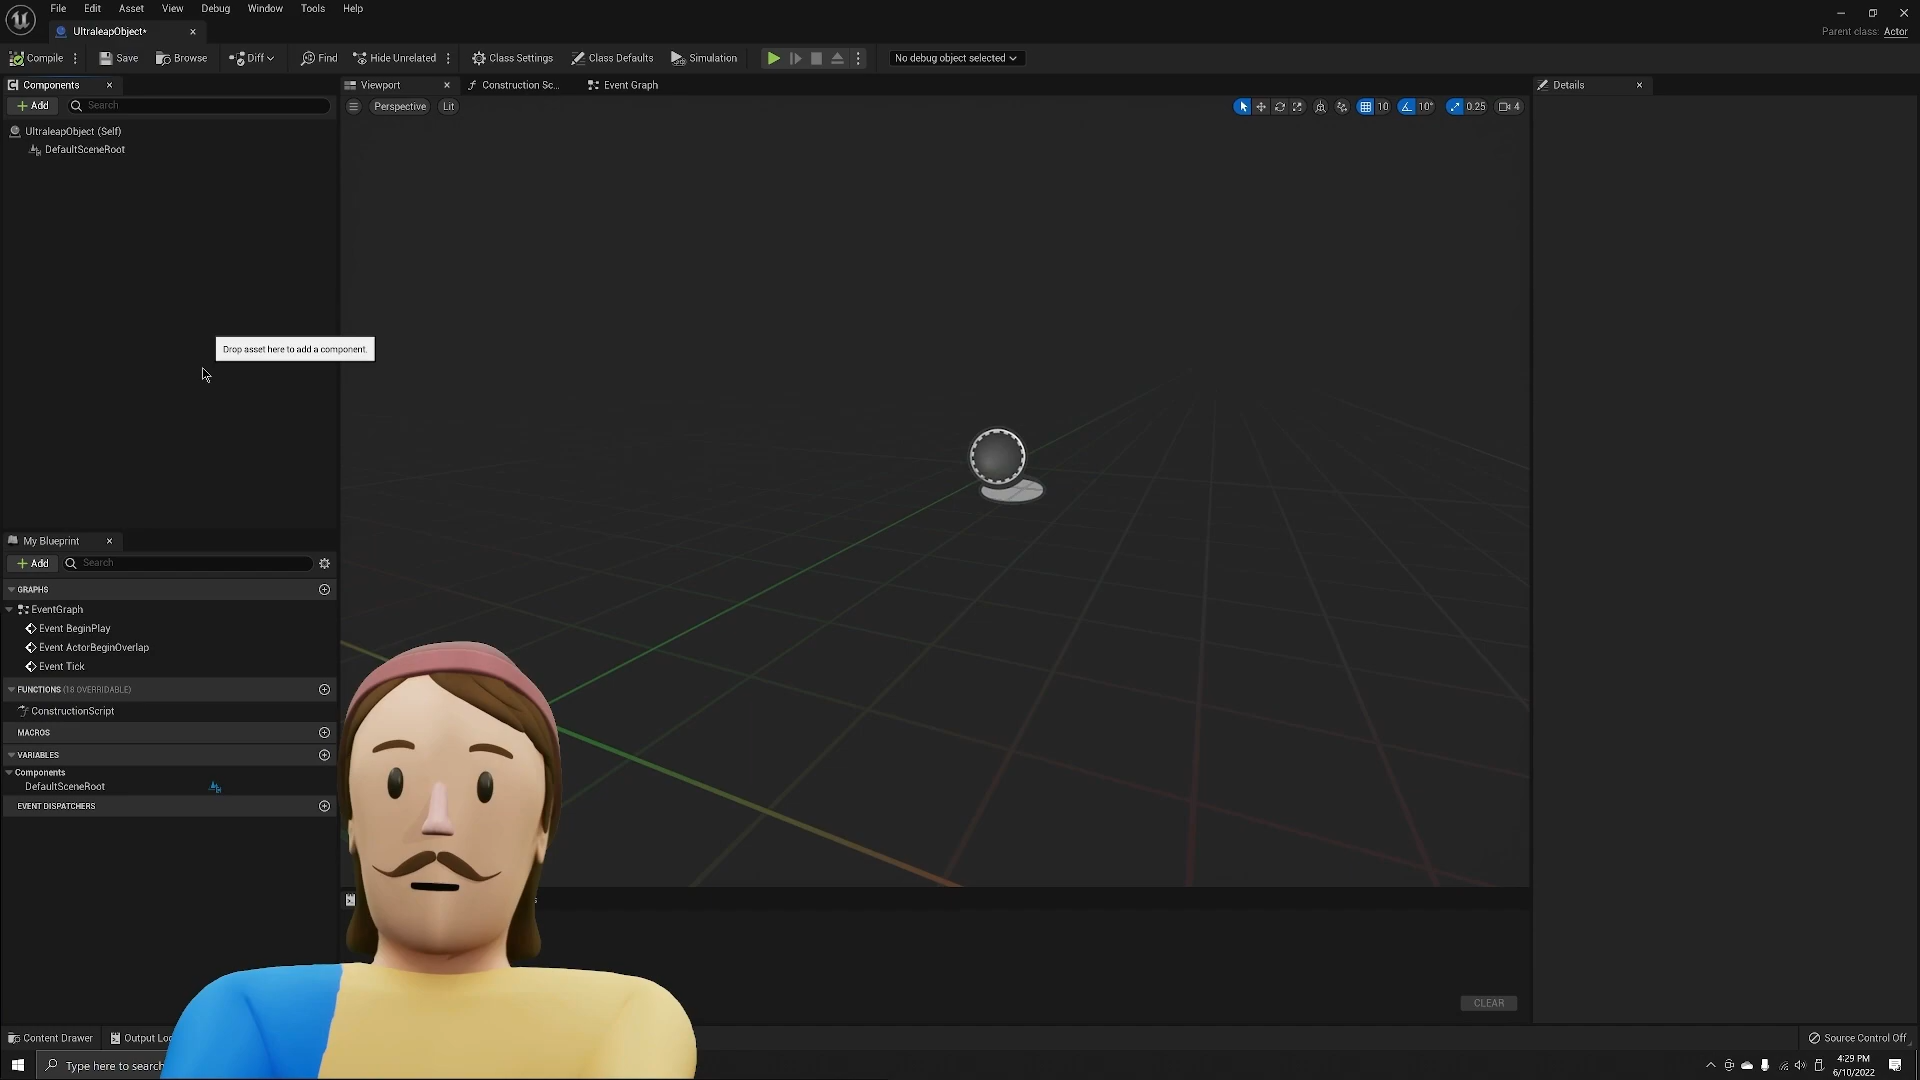 File Edit Asset View Debug Window Tools Help
UltraleapObject*
Parent class: Actor
Compile Save Browse Diff Find Hide Unrelated Class Settings Class Defaults Simulation No debug object selected
Components
Viewport Construction Sc... Event Graph
Details
Add Search
Perspective Lit
10 10° 0.25 4
UltraleapObject (Self)
DefaultSceneRoot
Drop asset here to add a component.
My Blueprint
Add Search
GRAPHS
EventGraph
Event BeginPlay
Event ActorBeginOverlap
Event Tick
FUNCTIONS (18 OVERRIDABLE)
ConstructionScript
MACROS
VARIABLES
Components
DefaultSceneRoot
EVENT DISPATCHERS
CLEAR
Content Drawer Output Lo
Source Control Off
Type here to search
4:29 PM
6/10/2022